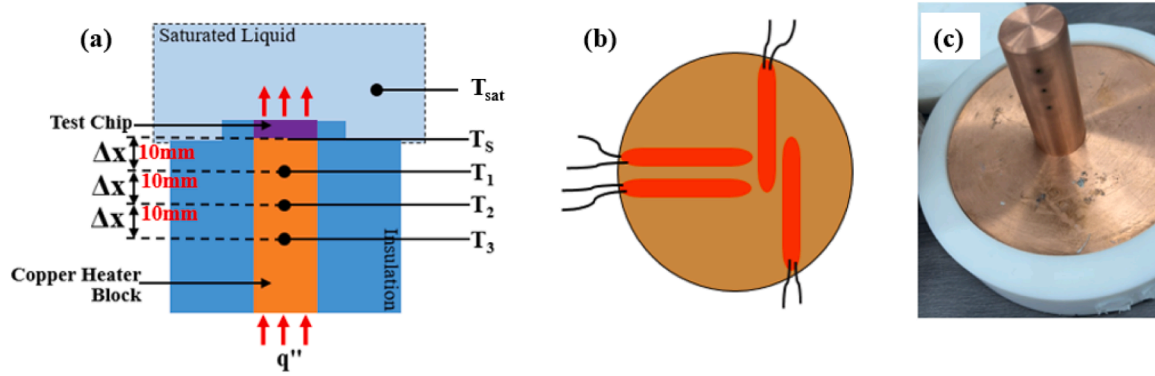 (a)
Saturated Liquid
Tsat
Test Chip
TS
Δx 10mm
T1
Δx 10mm
T2
Δx 10mm
T3
Copper Heater
Block
Insulation
q"
(b)
(c)